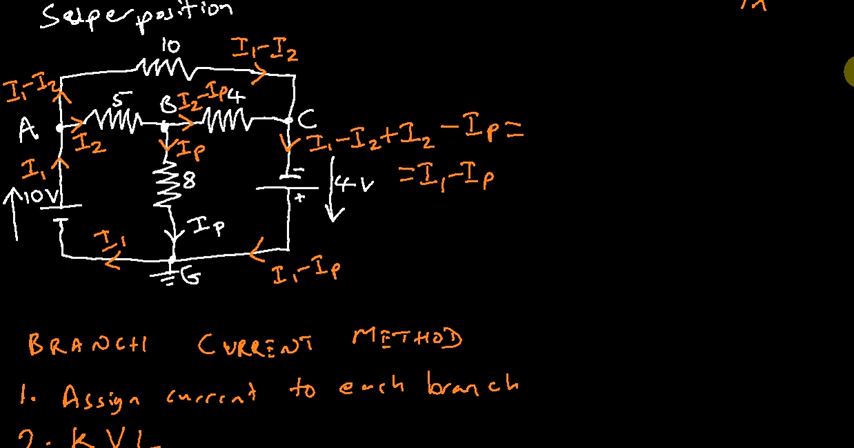 Superposition
10
I₁-I₂
I₁-I₂
5
B
I₂-Ip
4
A
I₂
Ip
C
I₁-I₂+I₂-Ip=
=I₁-Ip
I₁
10V
8
-
+
4V
Ip
I₁
G
I₁-Ip
BRANCH CURRENT METHOD
1. Assign current to each branch
2. KVL